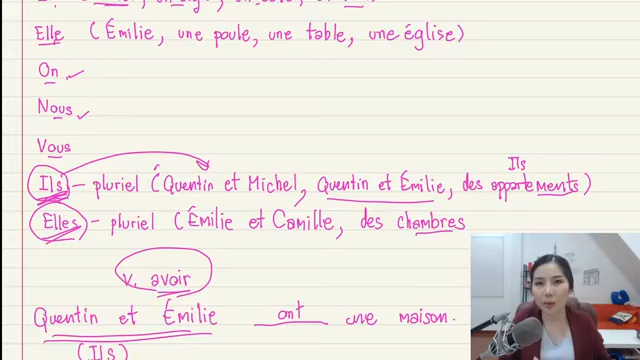 Elle (Émilie, une poule, une table, une église)
On
Nous
Vous
Ils
Ils – pluriel (Quentin et Michel, Quentin et Émilie, des appartements)
Elles – pluriel (Émilie et Camille, des chambres
v. avoir
Quentin et Émilie ont une maison.
(Ils)